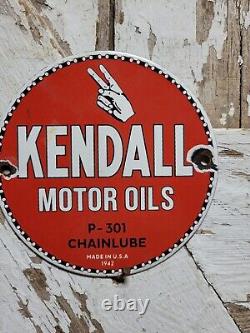 KENDALL
MOTOR OILS
P-301
CHAINLUBE
MADE IN U.S.A
1942